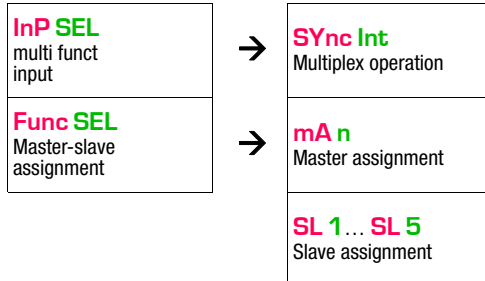 InP SEL
multi funct
input
→
SYnc Int
Multiplex operation
Func SEL
Master-slave
assignment
→
mA n
Master assignment
SL 1... SL 5
Slave assignment